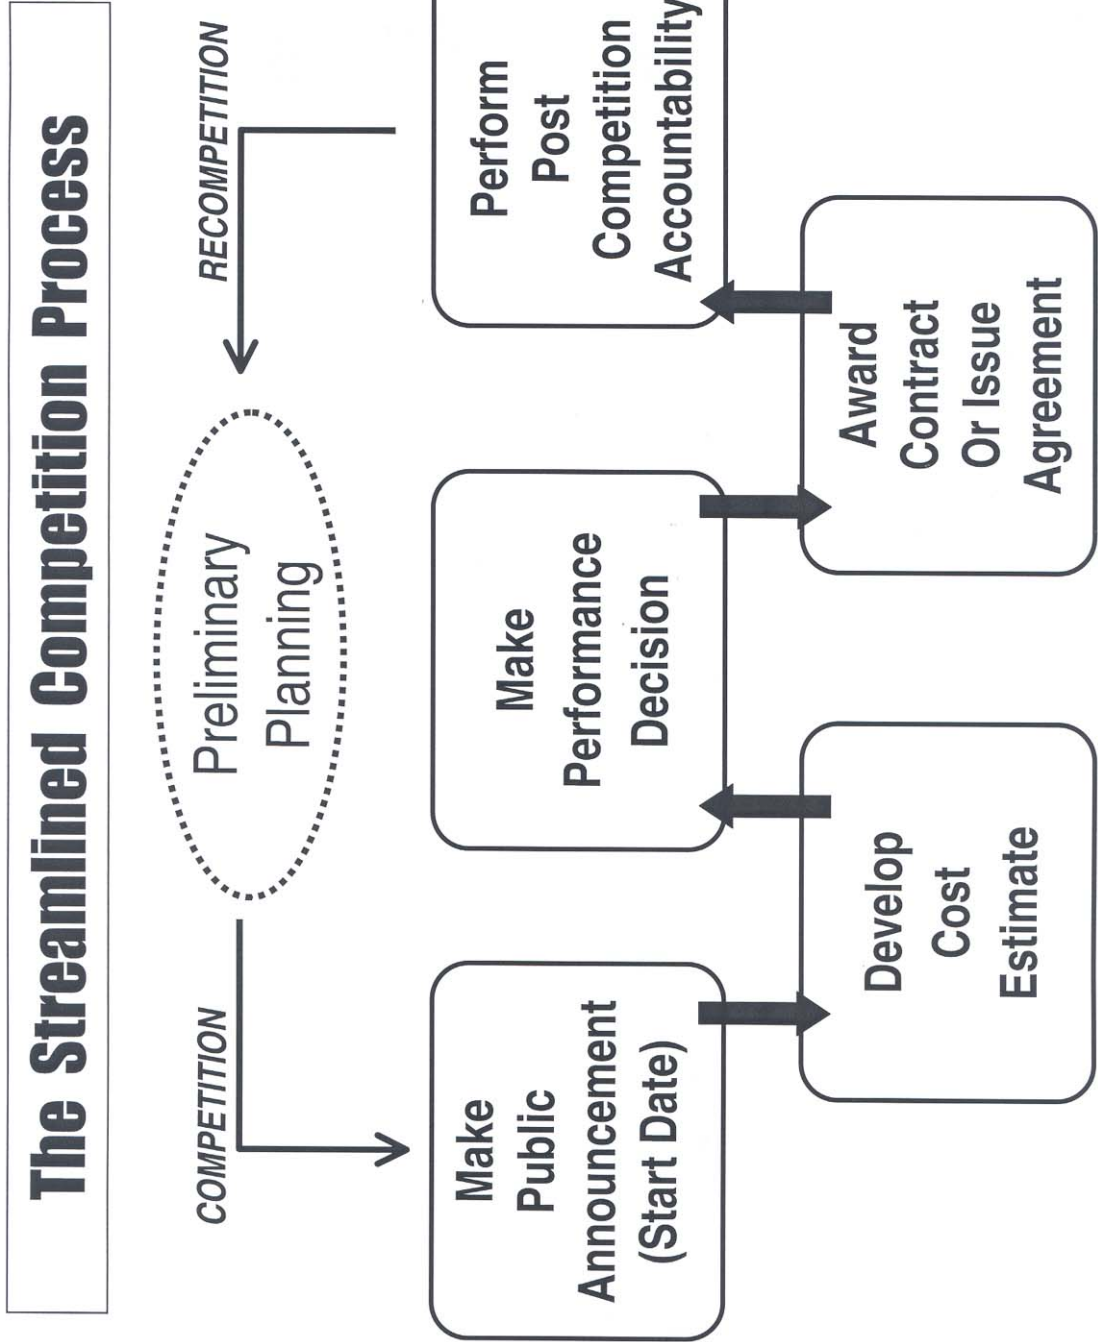 The Streamlined Competition Process
COMPETITION
RECOMPETITION
Preliminary
Planning
Make
Public
Announcement
(Start Date)
Make
Performance
Decision
Perform
Post
Competition
Accountability
Develop
Cost
Estimate
Award
Contract
Or Issue
Agreement